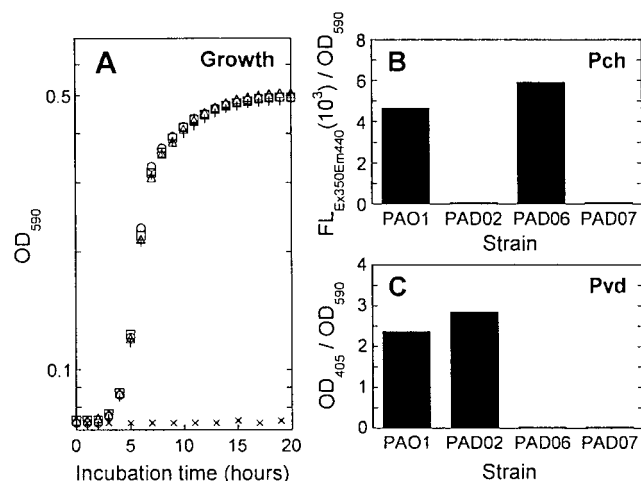 A Growth
OD590
0.5
0.1
0 5 10 15 20
Incubation time (hours)
B Pch
FLEx350Em440(10³) / OD590
8
6
4
2
0
PAO1 PAD02 PAD06 PAD07
Strain
C Pvd
OD405 / OD590
4
3
2
1
0
PAO1 PAD02 PAD06 PAD07
Strain